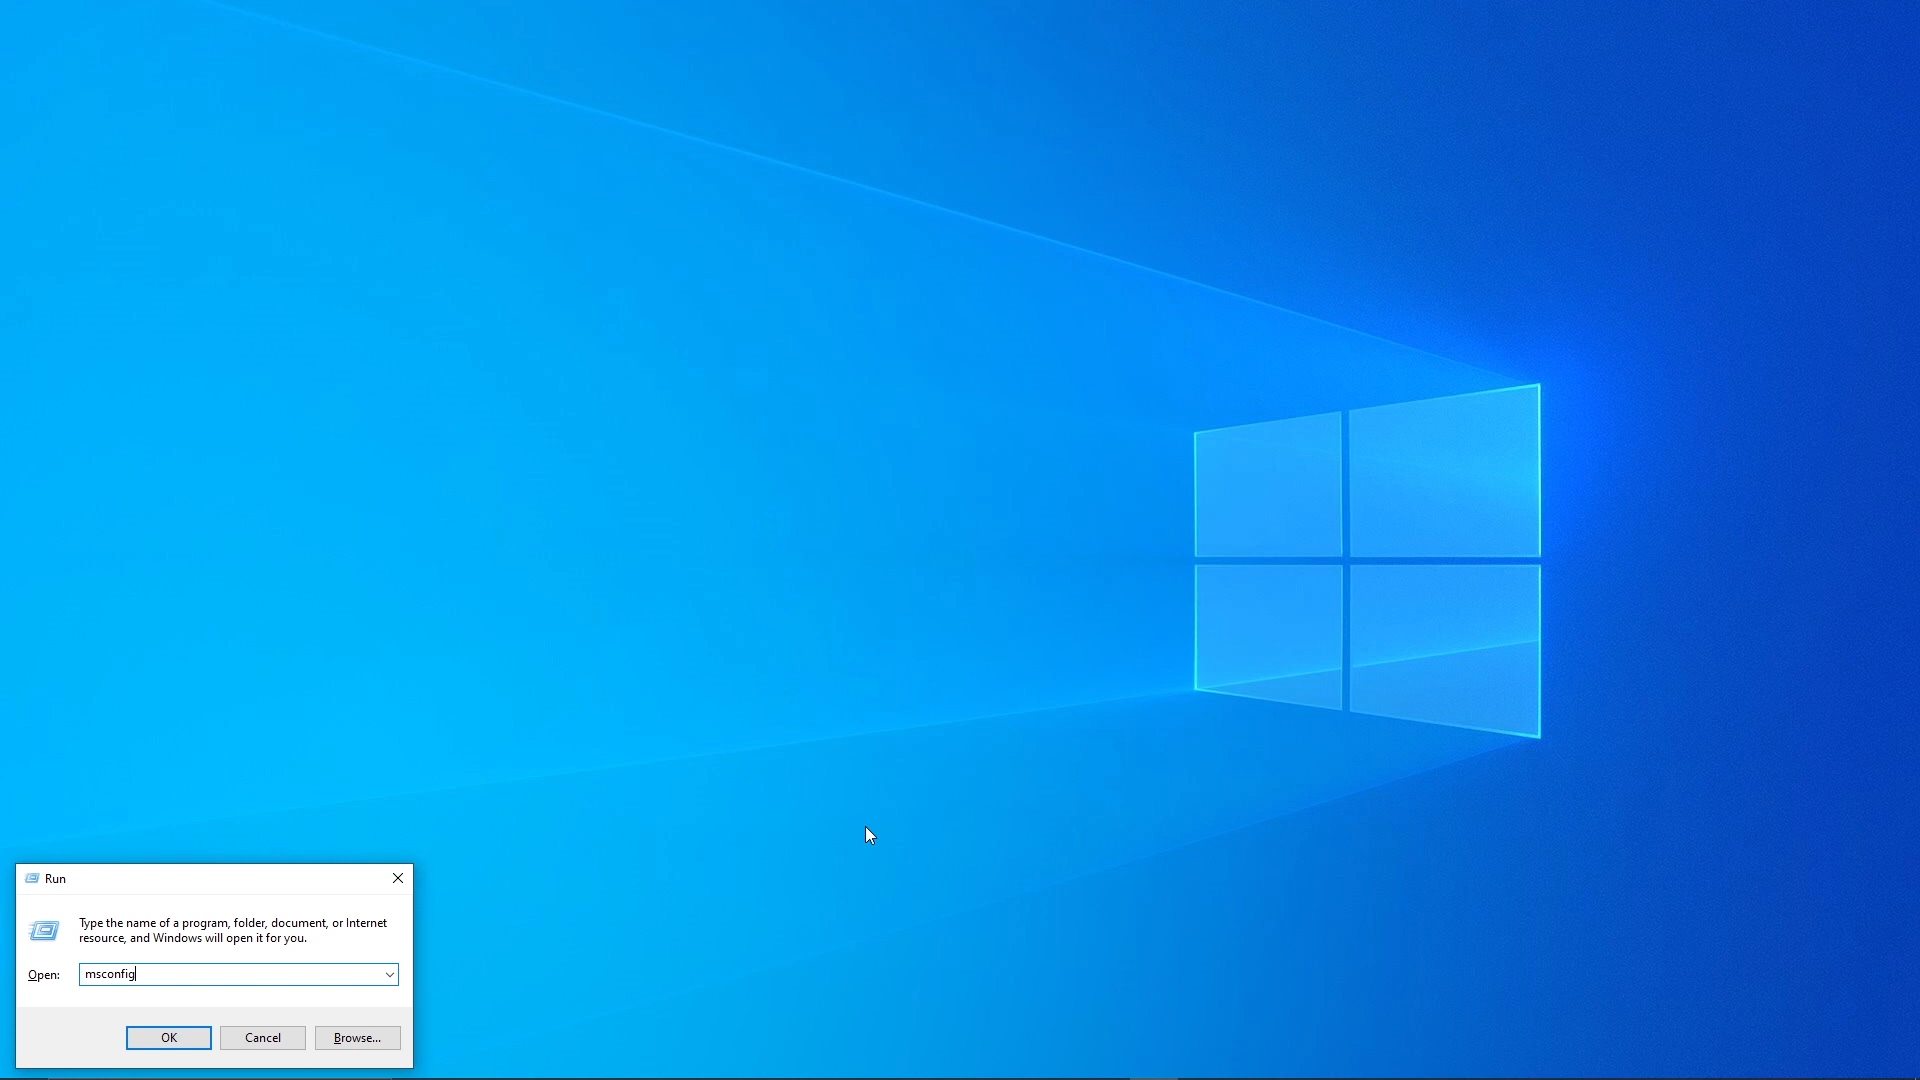 Run
Type the name of a program, folder, document, or Internet
resource, and Windows will open it for you.
Open: msconfig
OK Cancel Browse...